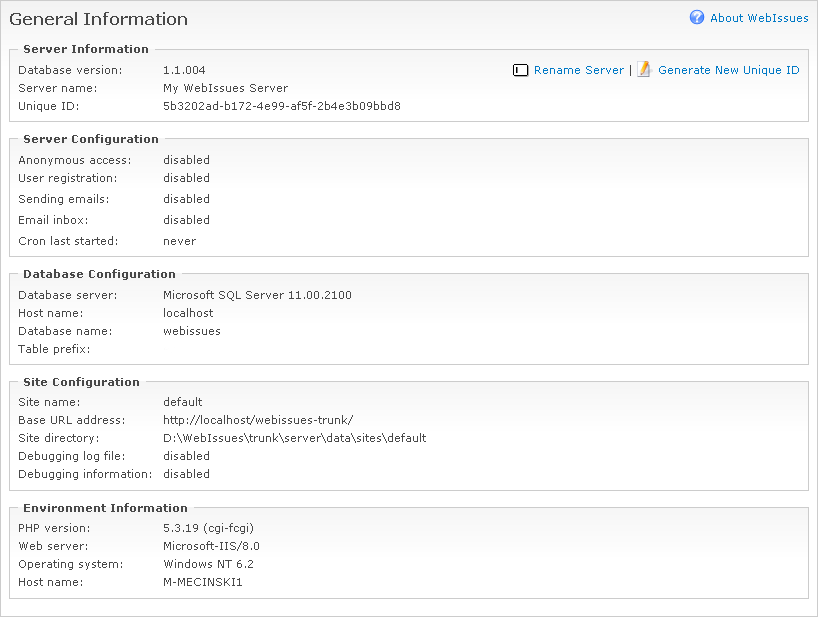 General Information
About WebIssues
Server Information
Database version: 1.1.004
Rename Server | Generate New Unique ID
Server name: My WebIssues Server
Unique ID: 5b3202ad-b172-4e99-af5f-2b4e3b09bbd8
Server Configuration
Anonymous access: disabled
User registration: disabled
Sending emails: disabled
Email inbox: disabled
Cron last started: never
Database Configuration
Database server: Microsoft SQL Server 11.00.2100
Host name: localhost
Database name: webissues
Table prefix:
Site Configuration
Site name: default
Base URL address: http://localhost/webissues-trunk/
Site directory: D:\WebIssues\trunk\server\data\sites\default
Debugging log file: disabled
Debugging information: disabled
Environment Information
PHP version: 5.3.19 (cgi-fcgi)
Web server: Microsoft-IIS/8.0
Operating system: Windows NT 6.2
Host name: M-MECINSKI1